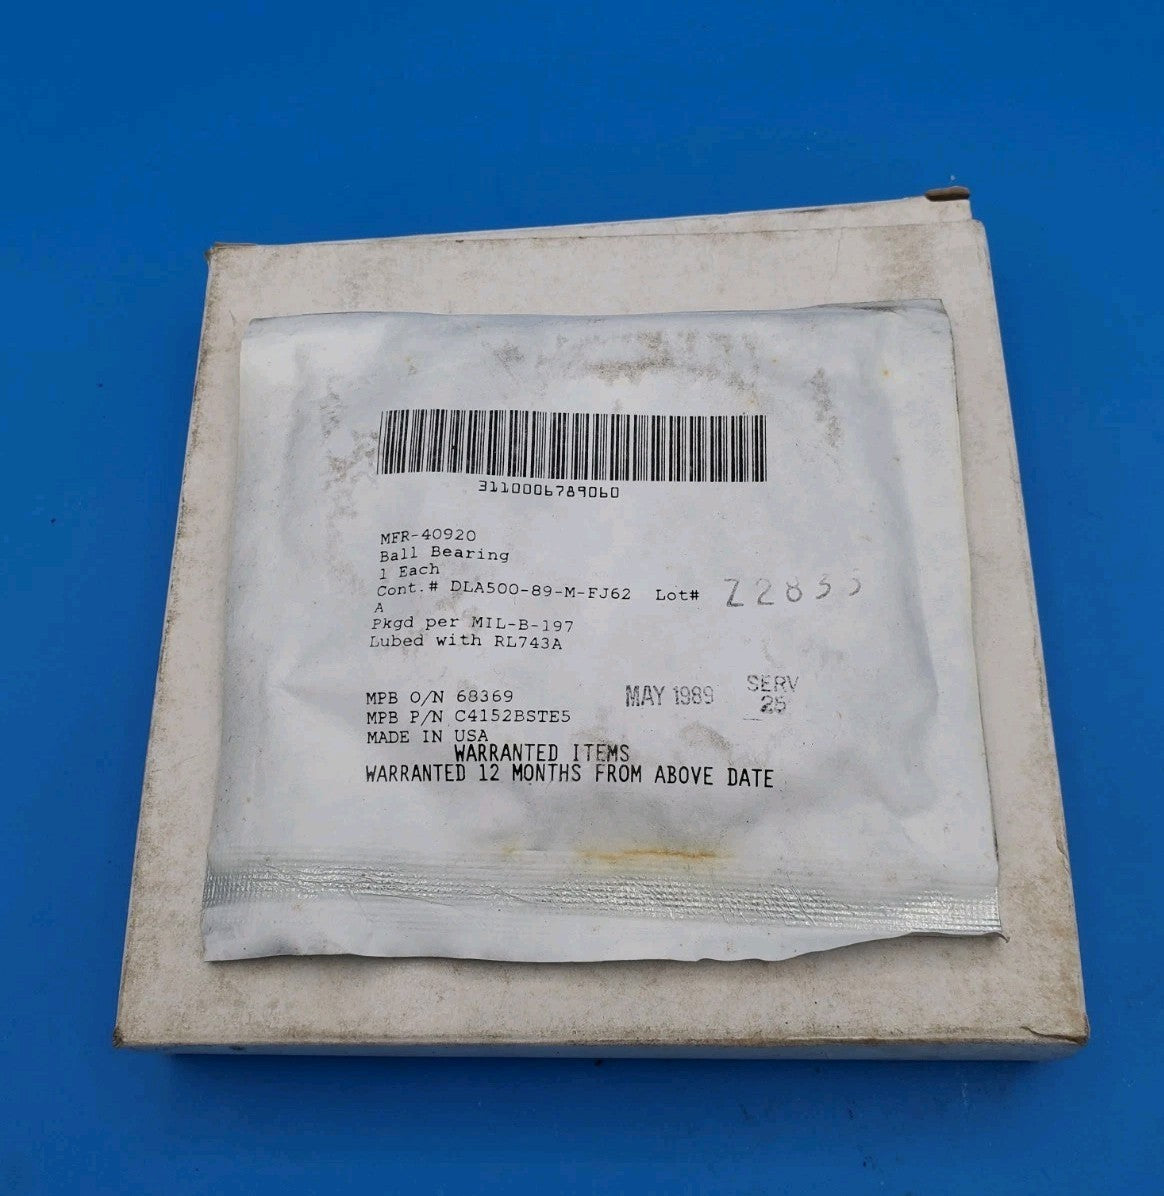 3110006789060
MFR-40920
Ball Bearing
1 Each
Cont.# DLA500-89-M-FJ62 Lot#
A
Pkgd per MIL-B-197
Lubed with RL743A
MPB O/N 68369 MAY 1989 SERV
MPB P/N C4152BSTE5 25
MADE IN USA
WARRANTED ITEMS
WARRANTED 12 MONTHS FROM ABOVE DATE